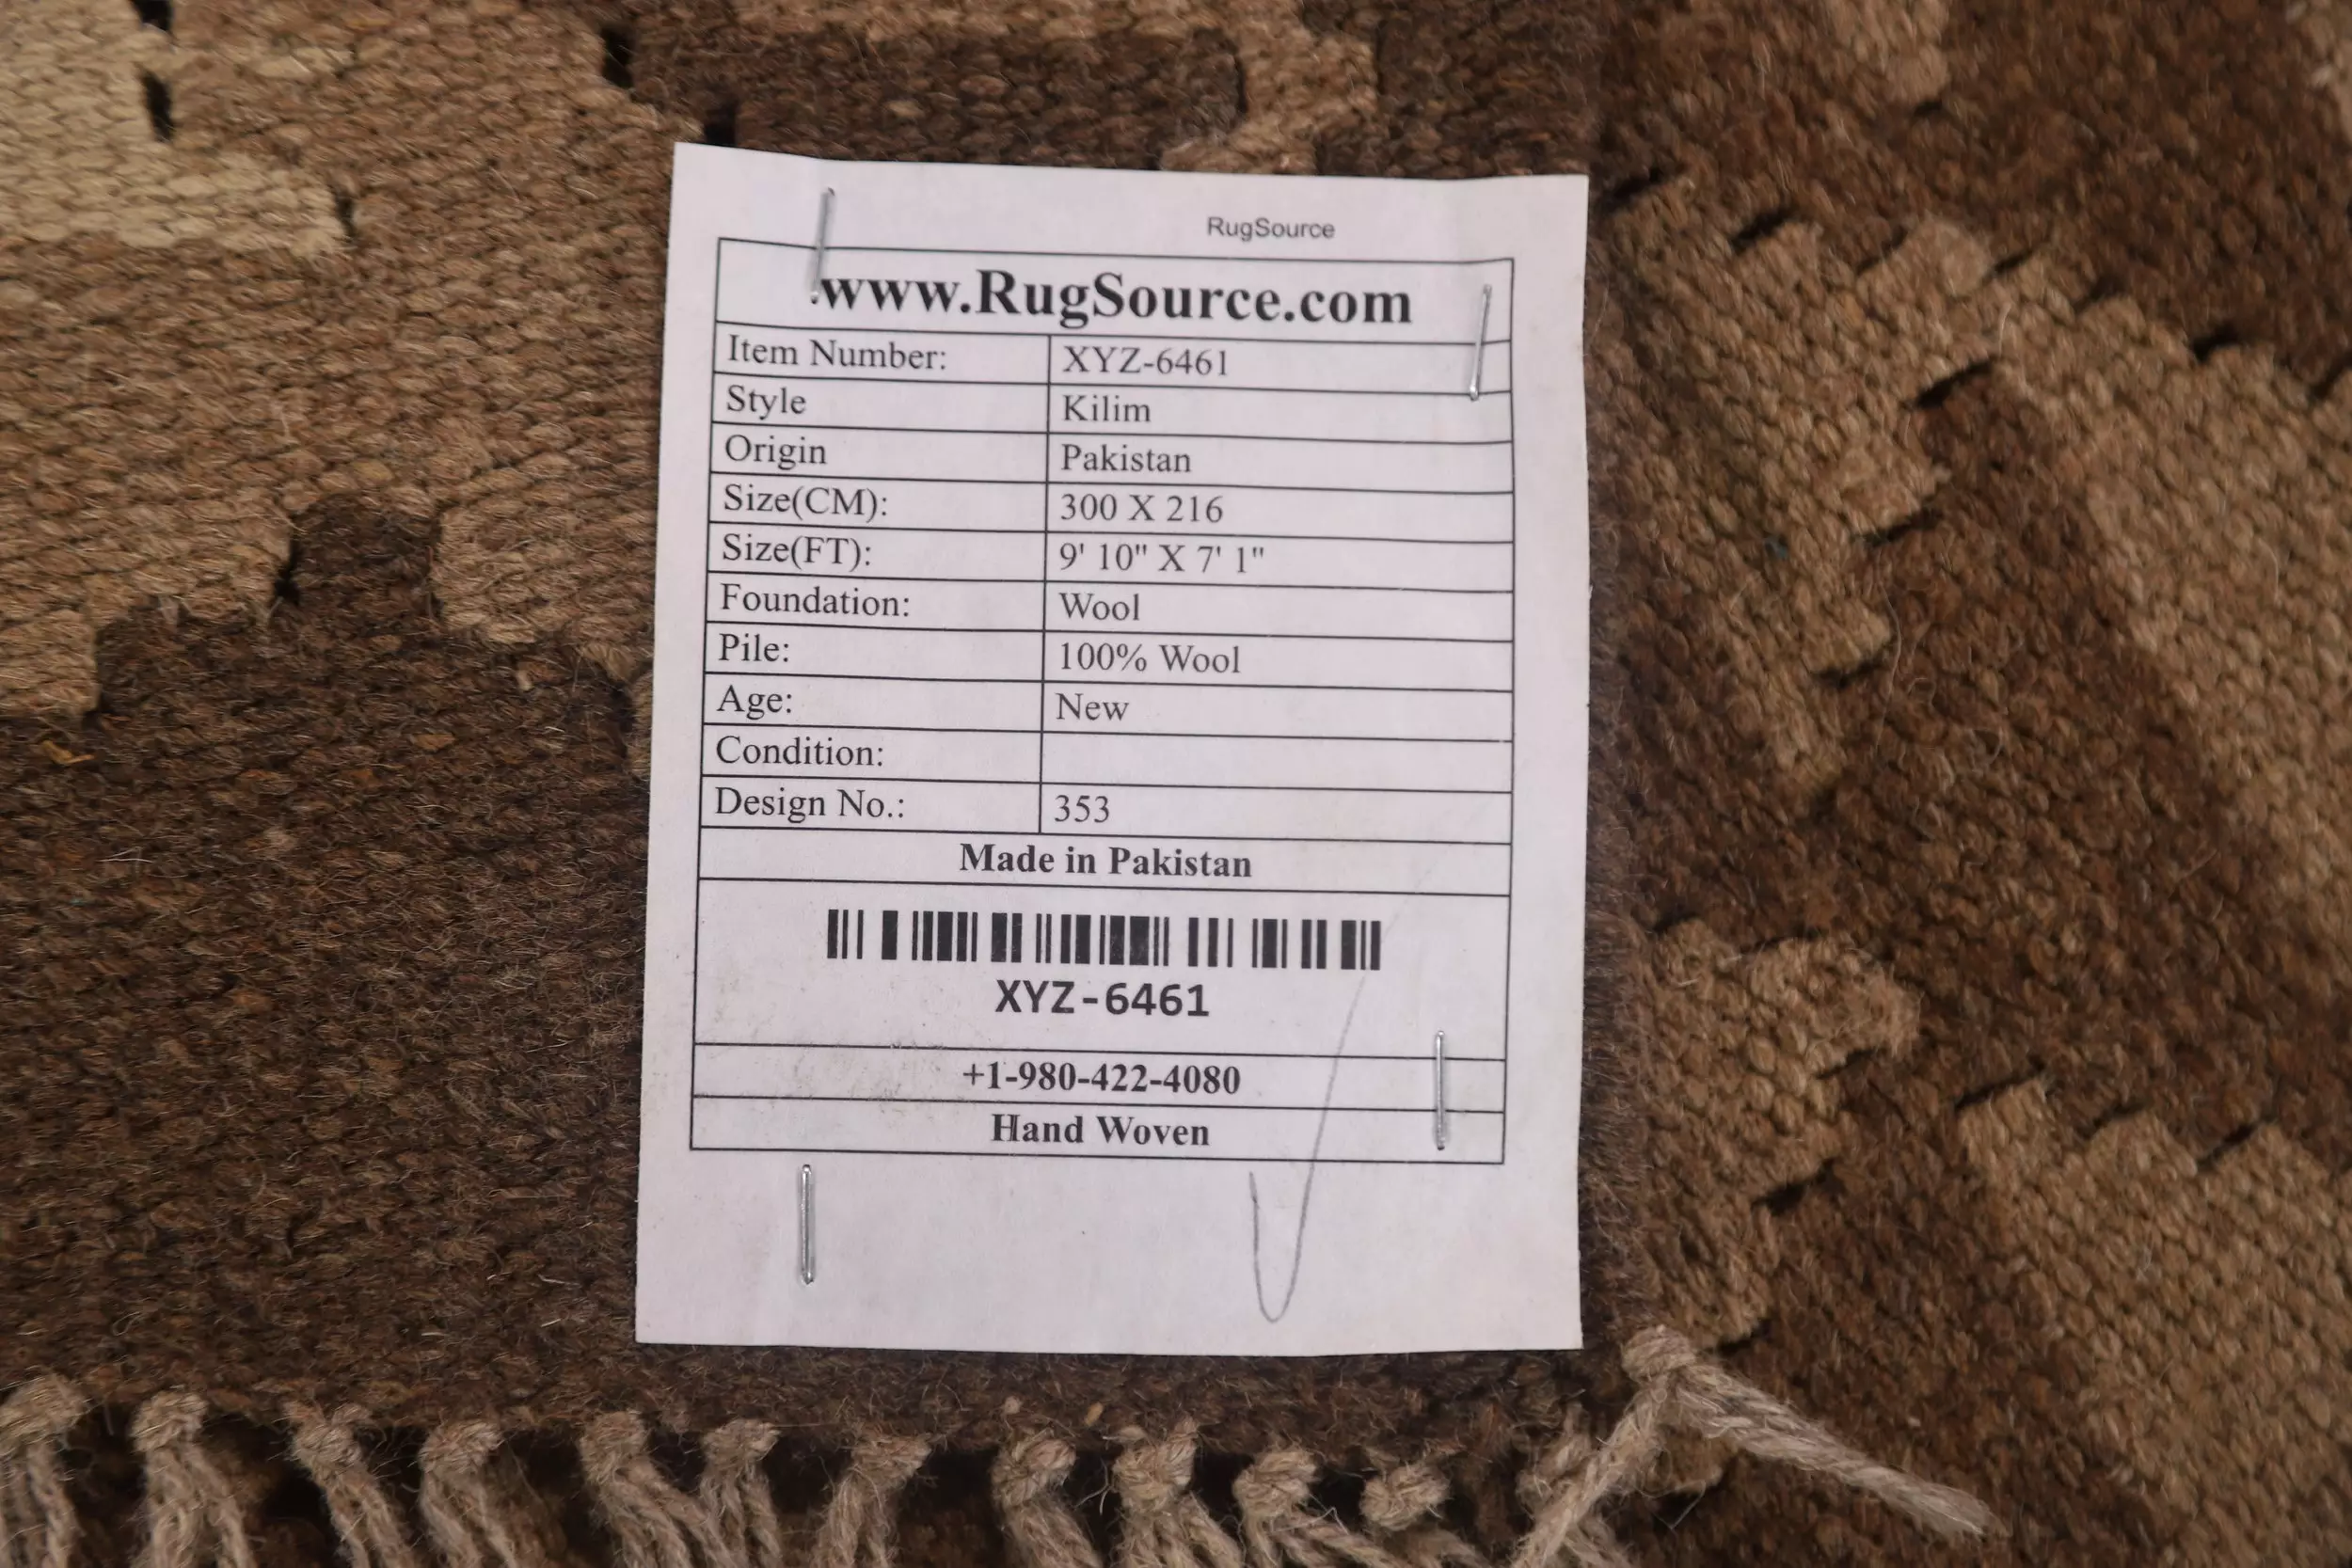 RugSource
www.RugSource.com
Item Number: XYZ-6461
Style Kilim
Origin Pakistan
Size(CM): 300 X 216
Size(FT): 9' 10" X 7' 1"
Foundation: Wool
Pile: 100% Wool
Age: New
Condition:
Design No.: 353
Made in Pakistan
XYZ-6461
+1-980-422-4080
Hand Woven